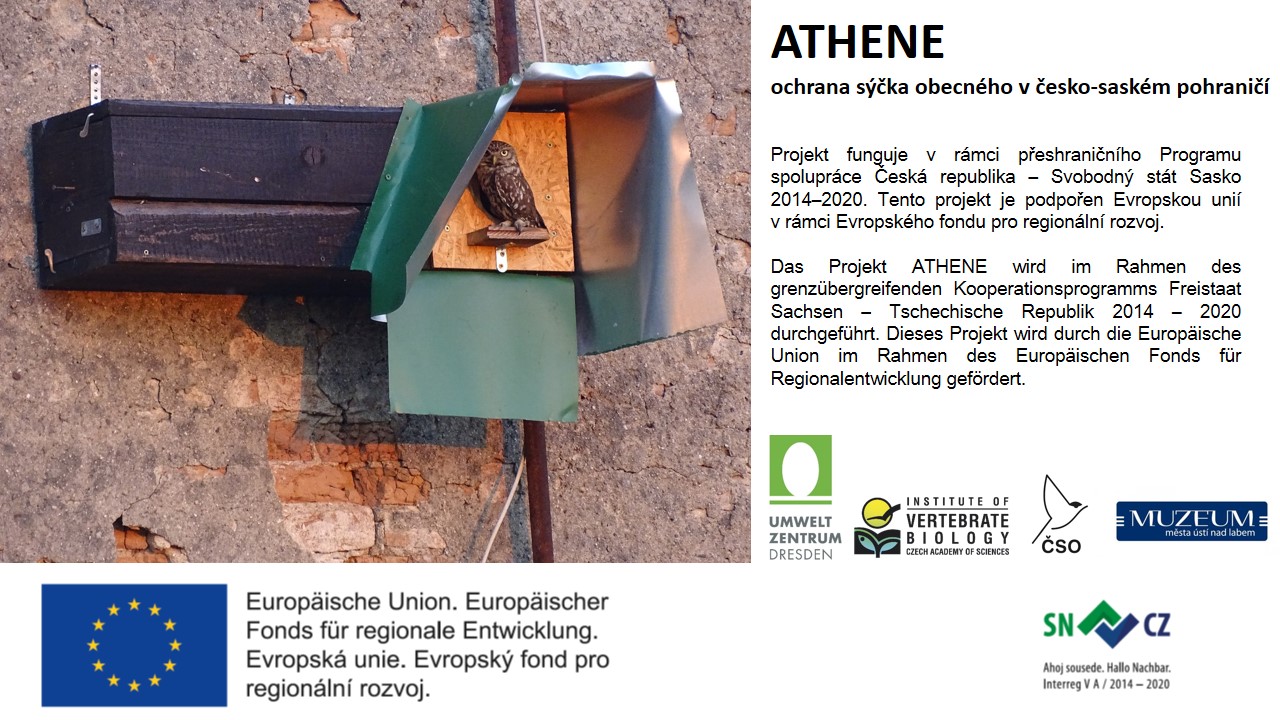 ATHENE
ochrana sýčka obecného v česko-saském pohraničí
Projekt funguje v rámci přeshraničního Programu
spolupráce Česká republika – Svobodný stát Sasko
2014–2020. Tento projekt je podpořen Evropskou unií
v rámci Evropského fondu pro regionální rozvoj.
Das Projekt ATHENE wird im Rahmen des
grenzübergreifenden Kooperationsprogramms Freistaat
Sachsen – Tschechische Republik 2014 – 2020
durchgeführt. Dieses Projekt wird durch die Europäische
Union im Rahmen des Europäischen Fonds für
Regionalentwicklung gefördert.
UMWELT
ZENTRUM
DRESDEN
INSTITUTE OF
VERTEBRATE
BIOLOGY
CZECH ACADEMY OF SCIENCES
ČSO
MUZEUM
města ústí nad labem
Europäische Union. Europäischer
Fonds für regionale Entwicklung.
Evropská unie. Evropský fond pro
regionální rozvoj.
SN CZ
Ahoj sousede. Hallo Nachbar.
Interreg V A / 2014 – 2020